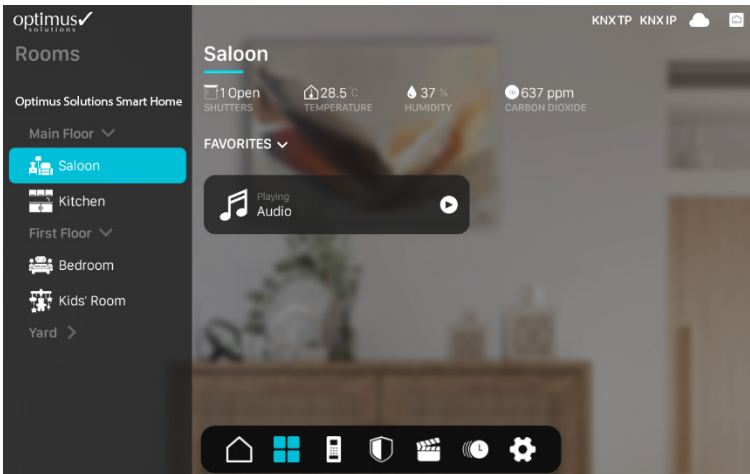 optimus
solutions
KNX TP KNX IP
Rooms
Saloon
1 Open
SHUTTERS
28.5 °C
TEMPERATURE
37 %
HUMIDITY
637 ppm
CARBON DIOXIDE
Optimus Solutions Smart Home
Main Floor
Saloon
Kitchen
First Floor
Bedroom
Kids' Room
Yard
FAVORITES
Playing
Audio